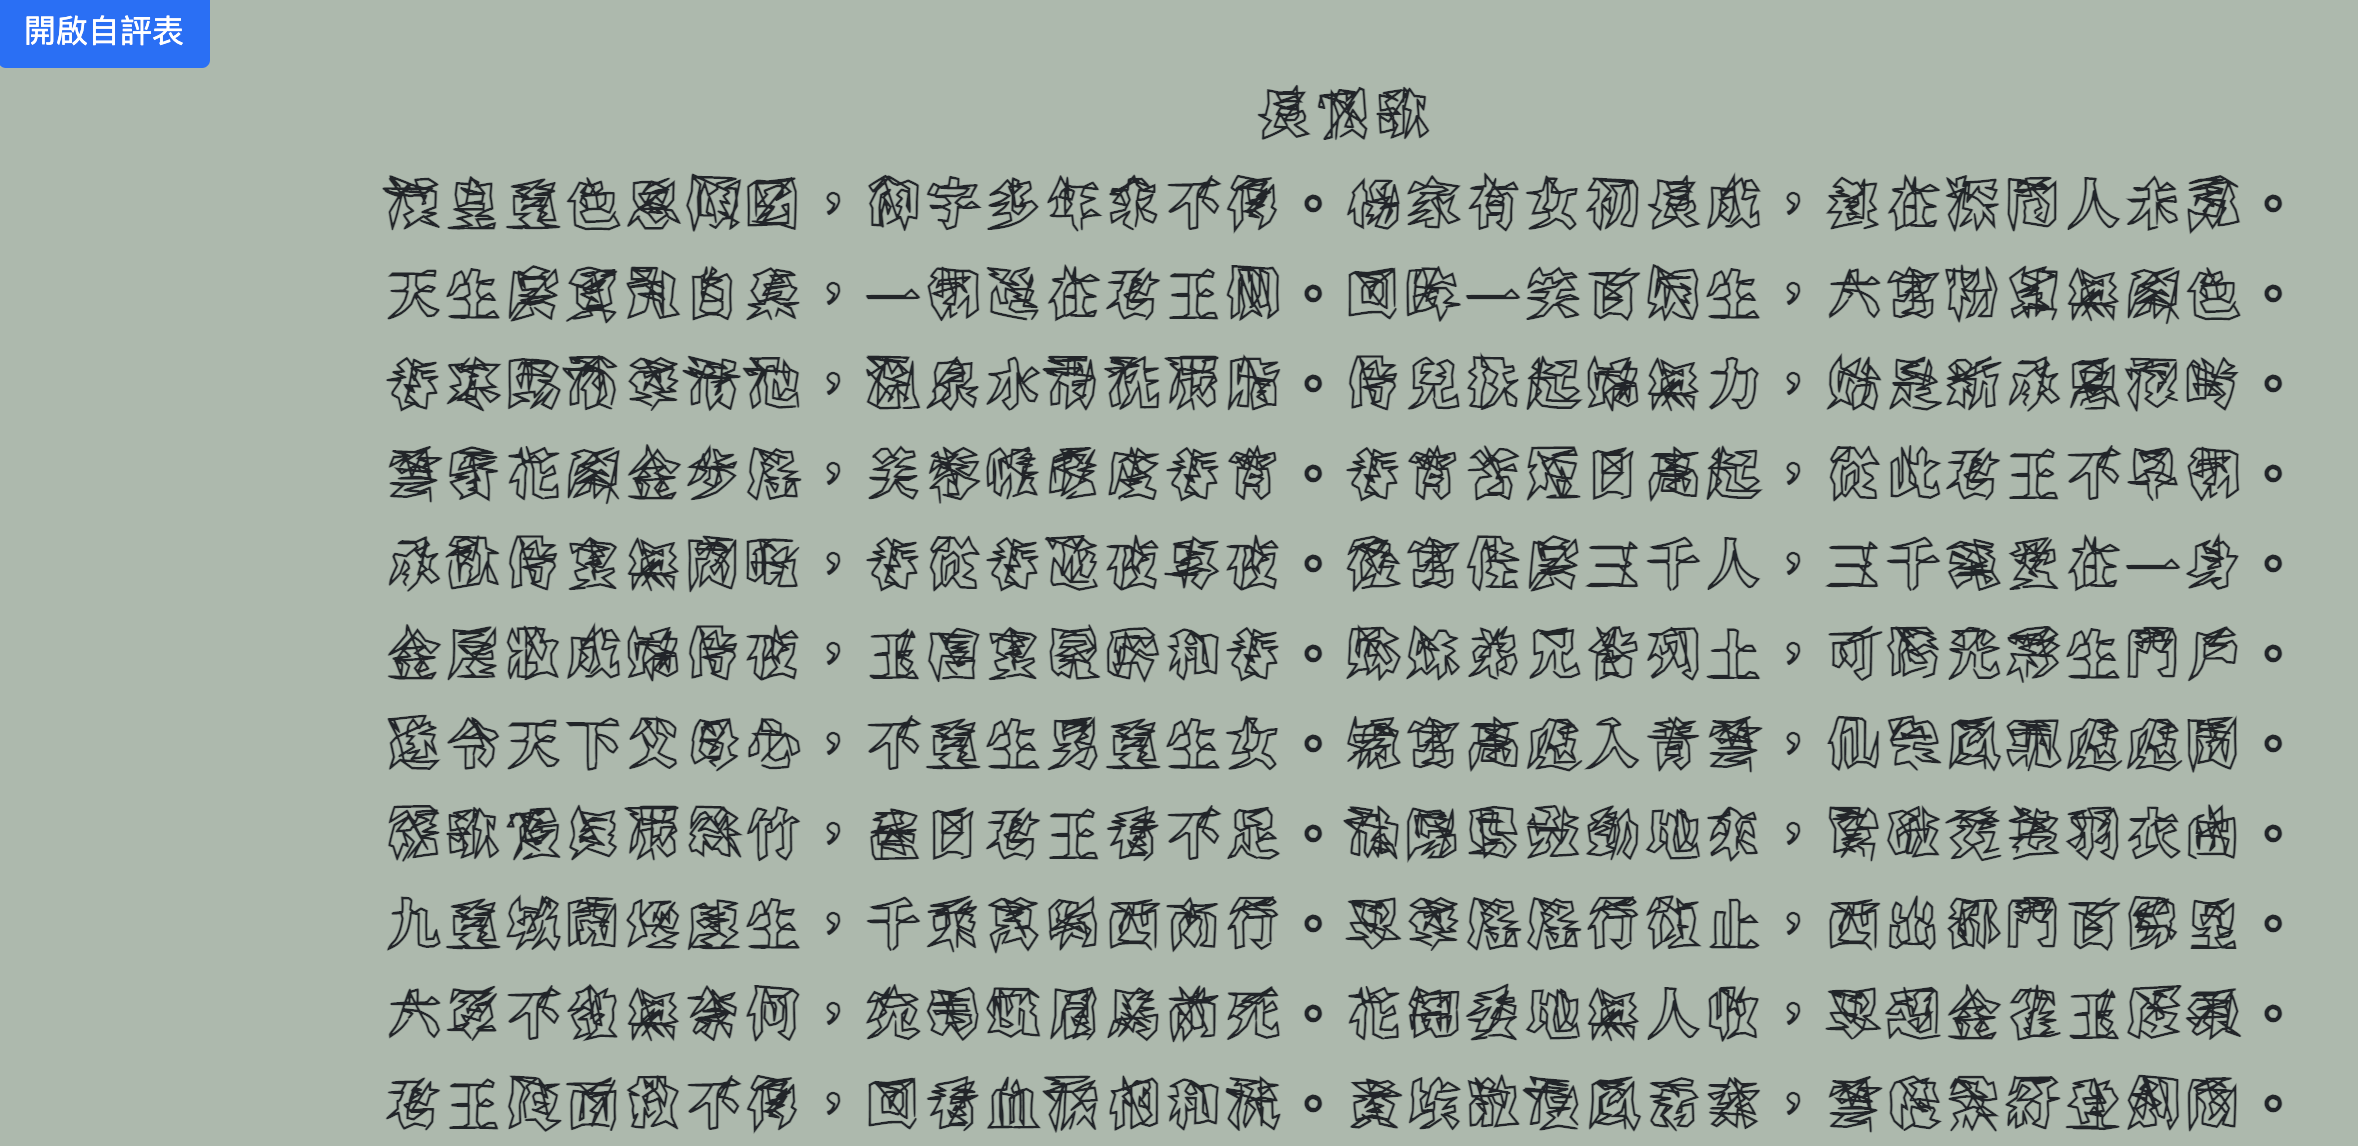 開啟自評表
長恨歌
漢皇重色思傾國，御宇多年求不得。楊家有女初長成，養在深閨人未識。
天生麗質難自棄，一朝選在君王側。回眸一笑百媚生，六宮粉黛無顏色。
春寒賜浴華清池，溫泉水滑洗凝脂。侍兒扶起嬌無力，始是新承恩澤時。
雲鬢花顏金步搖，芙蓉帳暖度春宵。春宵苦短日高起，從此君王不早朝。
承歡侍宴無閒暇，春從春遊夜專夜。後宮佳麗三千人，三千寵愛在一身。
金屋妝成嬌侍夜，玉樓宴罷醉和春。姊妹弟兄皆列土，可憐光彩生門戶。
遂令天下父母心，不重生男重生女。驪宮高處入青雲，仙樂風飄處處聞。
緩歌慢舞凝絲竹，盡日君王看不足。漁陽鼙鼓動地來，驚破霓裳羽衣曲。
九重城闕煙塵生，千乘萬騎西南行。翠華搖搖行復止，西出都門百餘里。
六軍不發無奈何，宛轉蛾眉馬前死。花鈿委地無人收，翠翹金雀玉搔頭。
君王掩面救不得，回看血淚相和流。黃埃散漫風蕭索，雲棧縈紆登劍閣。